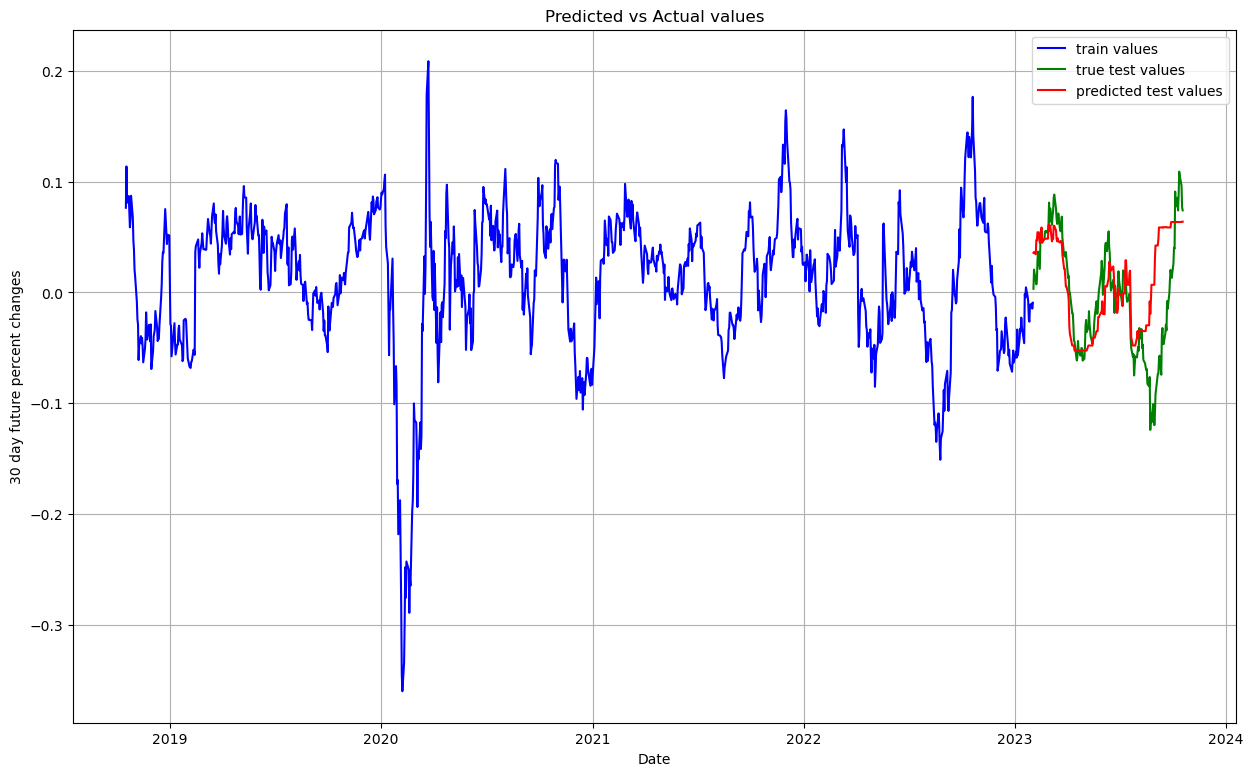 Predicted vs Actual values
train values
true test values
predicted test values
30 day future percent changes
0.2
0.1
0.0
−0.1
−0.2
−0.3
2019
2020
2021
2022
2023
2024
Date